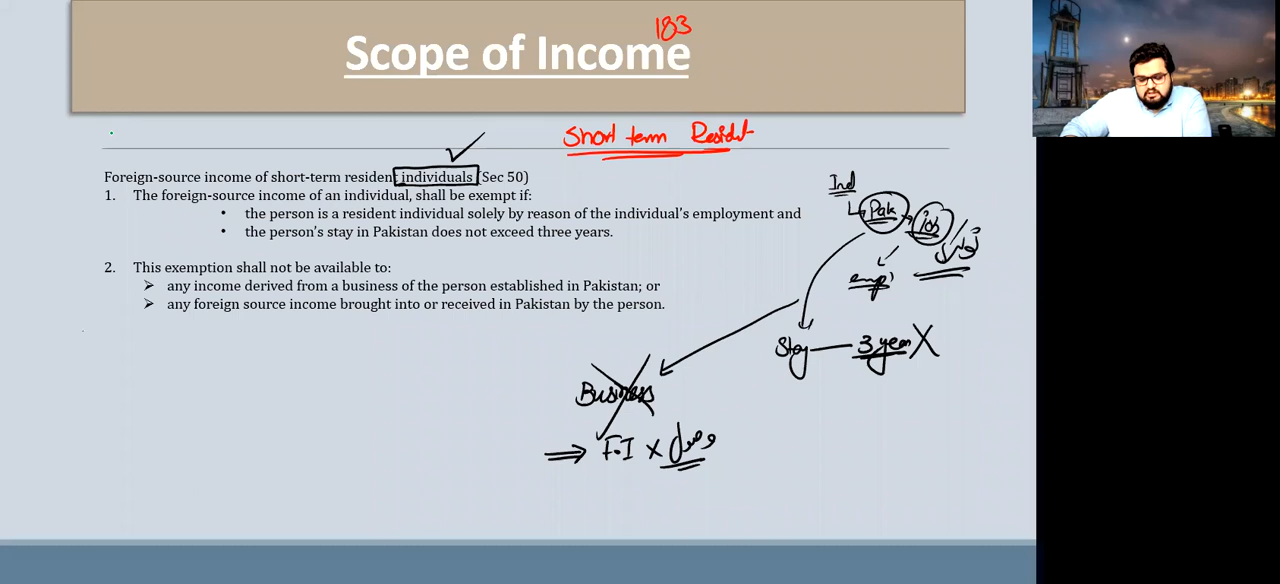 183
Scope of Income
Short term Resident
Foreign-source income of short-term resident individuals (Sec 50)
1. The foreign-source income of an individual, shall be exempt if:
• the person is a resident individual solely by reason of the individual's employment and
• the person's stay in Pakistan does not exceed three years.
2. This exemption shall not be available to:
➢ any income derived from a business of the person established in Pakistan; or
➢ any foreign source income brought into or received in Pakistan by the person.
Ind
Pak job / نوکری
emp
Stay — 3 year X
Business
⇒ F.I x وصول